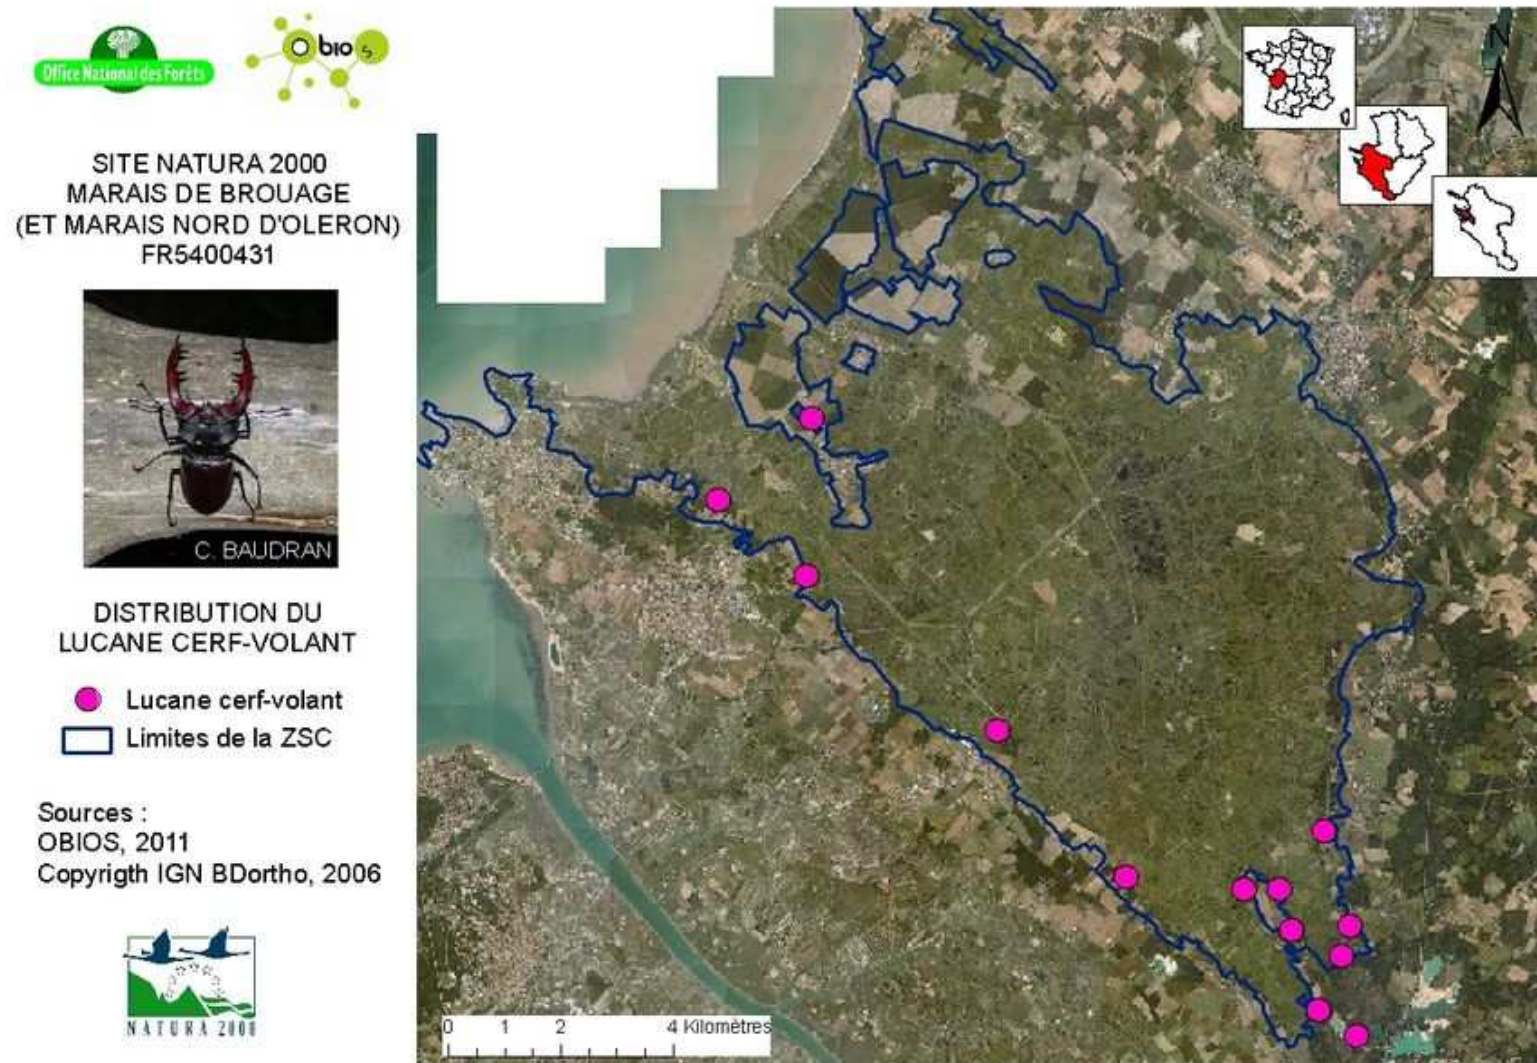 Office National des Forêts
Obios
SITE NATURA 2000
MARAIS DE BROUAGE
(ET MARAIS NORD D'OLERON)
FR5400431
C. BAUDRAN
DISTRIBUTION DU
LUCANE CERF-VOLANT
Lucane cerf-volant
Limites de la ZSC
Sources :
OBIOS, 2011
Copyrigth IGN BDortho, 2006
NATURA 2000
0 1 2 4 Kilomètres
N